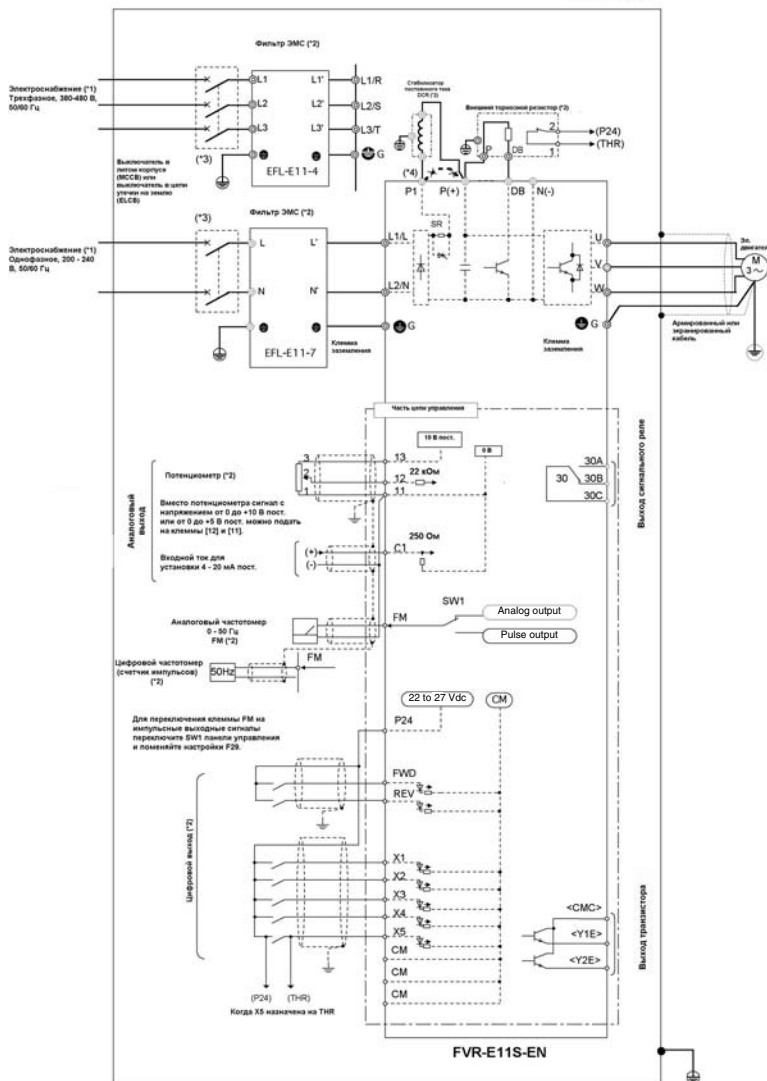 Фильтр ЭМС (*2)
Электроснабжение (*1)
Трехфазное, 380-480 В,
50/60 Гц
L1
L2
L3
L1'
L2'
L3'
L1/R
L2/S
L3/T
G
(*3)
EFL-E11-4
Выключатель в
литом корпусе
(MCCB) или
выключатель в цепи
утечки на землю
(ELCB)
Стабилизатор
постоянного тока
DCR (*2)
Внешний тормозной резистор (*2)
P
DB
2
1
(P24)
(THR)
(*4)
P1
P(+)
DB
N(-)
(*3)
Фильтр ЭМС (*2)
Электроснабжение (*1)
Однофазное, 200 - 240
В, 50/60 Гц
L
N
L'
N'
L1/L
L2/N
G
EFL-E11-7
Клемма
заземления
SR
U
V
W
G
Клемма
заземления
Эл.
двигатель
M
3~
Армированный или
экранированный
кабель
Часть цепи управления
10 В пост.
0 В
Аналоговый
выход
Потенциометр (*2)
3
2
1
13
12
11
22 кОм
Вместо потенциометра сигнал с
напряжением от 0 до +10 В пост.
или от 0 до +5 В пост. можно подать
на клеммы [12] и [11].
Входной ток для
установки 4 - 20 мА пост.
(+)
(-)
C1
250 Ом
30
30A
30B
30C
Выход сигнального реле
Аналоговый частотомер
0 - 50 Гц
FM (*2)
FM
SW1
Analog output
Pulse output
Цифровой частотомер
(счетчик импульсов)
(*2)
50Hz
FM
22 to 27 Vdc
CM
P24
Для переключения клеммы FM на
импульсные выходные сигналы
переключите SW1 панели управления
и поменяйте настройки F29.
Цифровой выход (*2)
FWD
REV
X1
X2
X3
X4
X5
CM
CM
CM
(P24)
(THR)
Когда X5 назначена на THR
<CMC>
<Y1E>
<Y2E>
Выход транзистора
FVR-E11S-EN